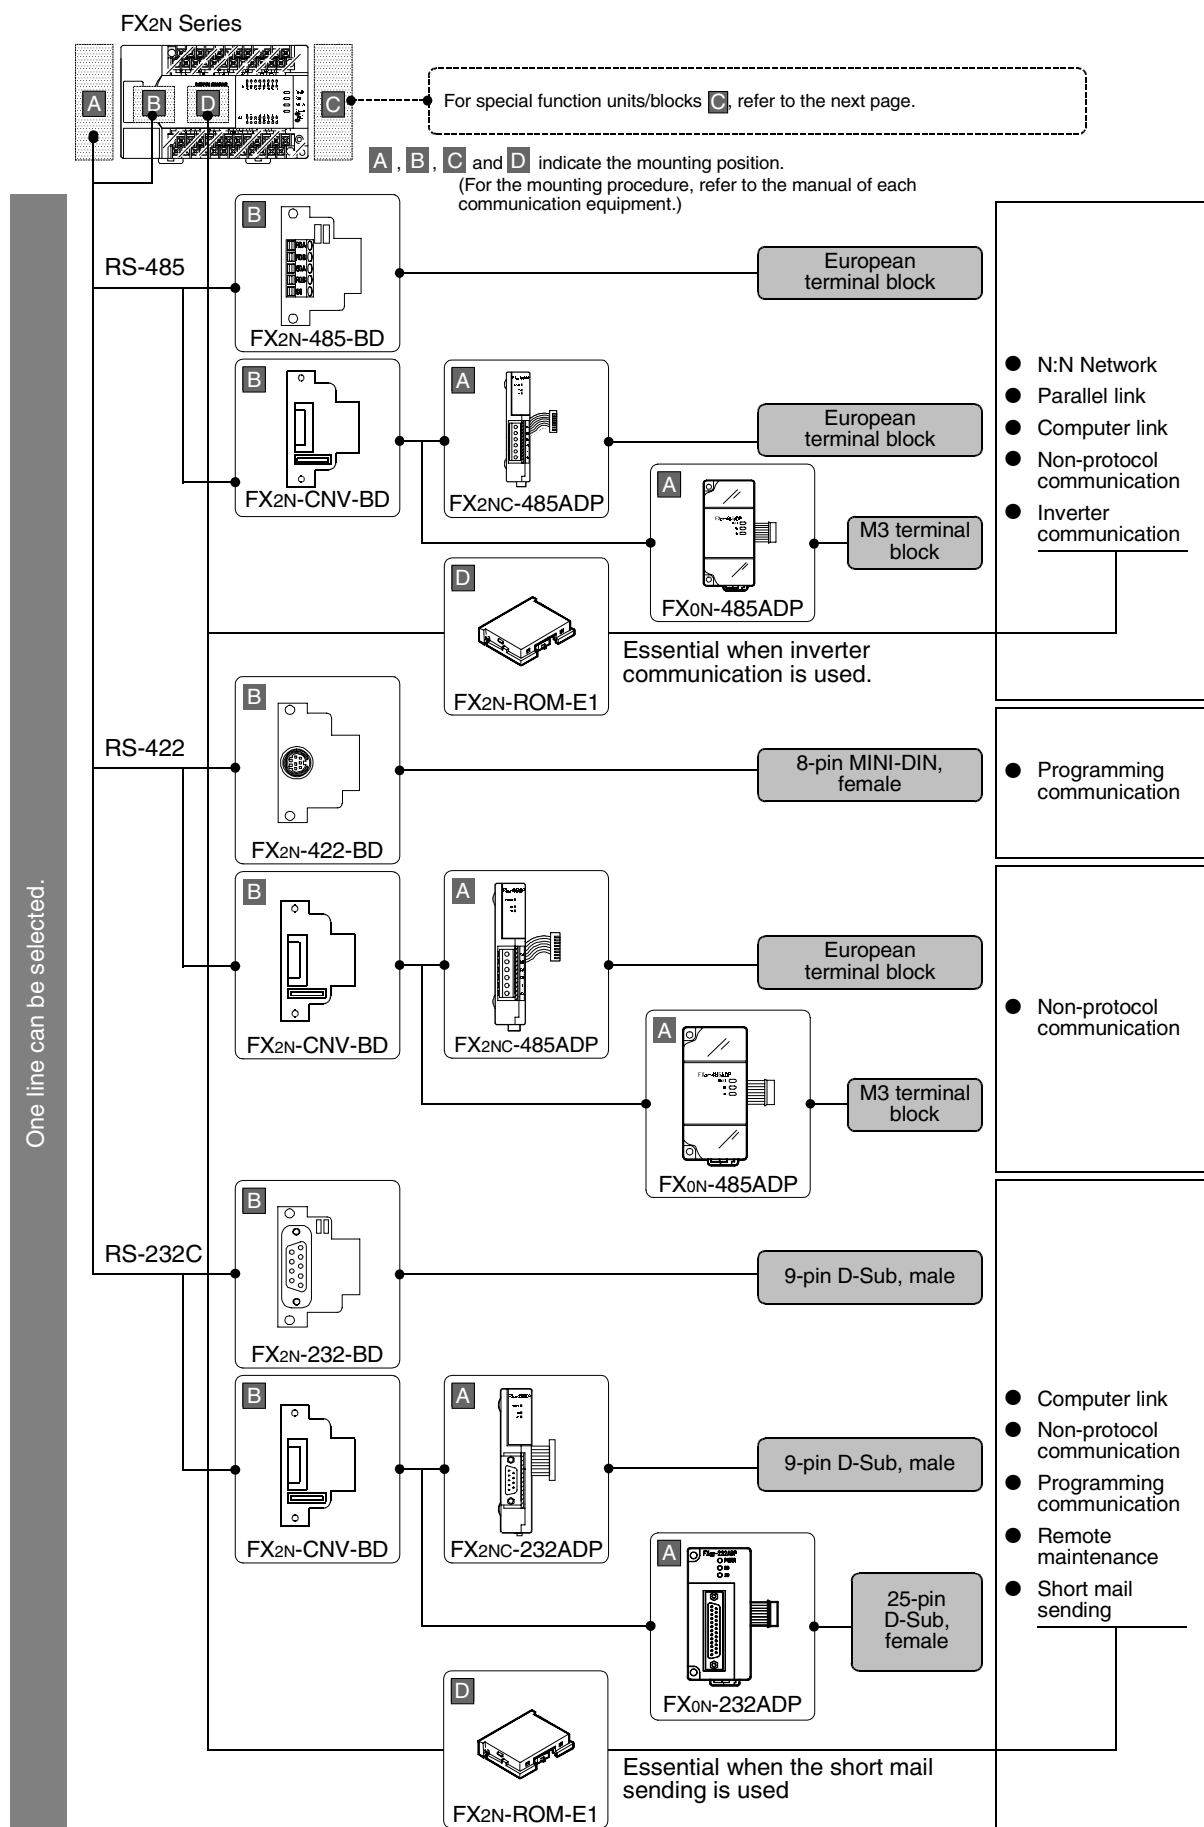 FX2N Series
A
B
D
C
For special function units/blocks C, refer to the next page.
A , B , C and D indicate the mounting position.
(For the mounting procedure, refer to the manual of each
communication equipment.)
One line can be selected.
RS-485
B
FX2N-485-BD
European
terminal block
B
FX2N-CNV-BD
A
FX2NC-485ADP
European
terminal block
A
FX0N-485ADP
M3 terminal
block
D
FX2N-ROM-E1
Essential when inverter
communication is used.
● N:N Network
● Parallel link
● Computer link
● Non-protocol
communication
● Inverter
communication
RS-422
B
FX2N-422-BD
8-pin MINI-DIN,
female
● Programming
communication
B
FX2N-CNV-BD
A
FX2NC-485ADP
European
terminal block
A
FX0N-485ADP
M3 terminal
block
● Non-protocol
communication
RS-232C
B
FX2N-232-BD
9-pin D-Sub, male
B
FX2N-CNV-BD
A
FX2NC-232ADP
9-pin D-Sub, male
A
FX0N-232ADP
25-pin
D-Sub,
female
D
FX2N-ROM-E1
Essential when the short mail
sending is used
● Computer link
● Non-protocol
communication
● Programming
communication
● Remote
maintenance
● Short mail
sending